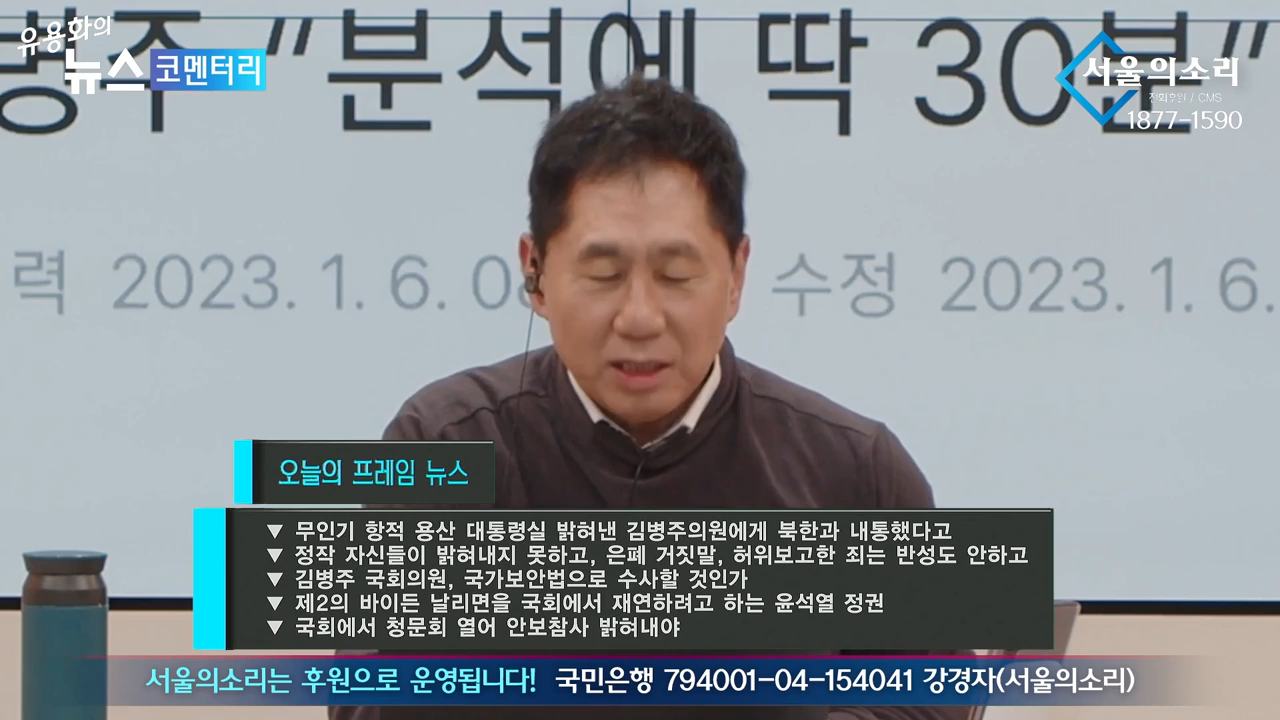 유용화의
뉴스 코멘터리
병주 "분석에 딱 30분"
서울의소리
전화후원 / CMS
1877-1590
력 2023. 1. 6. 08
수정 2023. 1. 6.
오늘의 프레임 뉴스
▼ 무인기 항적 용산 대통령실 밝혀낸 김병주의원에게 북한과 내통했다고
▼ 정작 자신들이 밝혀내지 못하고, 은폐 거짓말, 허위보고한 죄는 반성도 안하고
▼ 김병주 국회의원, 국가보안법으로 수사할 것인가
▼ 제2의 바이든 날리면을 국회에서 재연하려고 하는 윤석열 정권
▼ 국회에서 청문회 열어 안보참사 밝혀내야
서울의소리는 후원으로 운영됩니다! 국민은행 794001-04-154041 강경자(서울의소리)